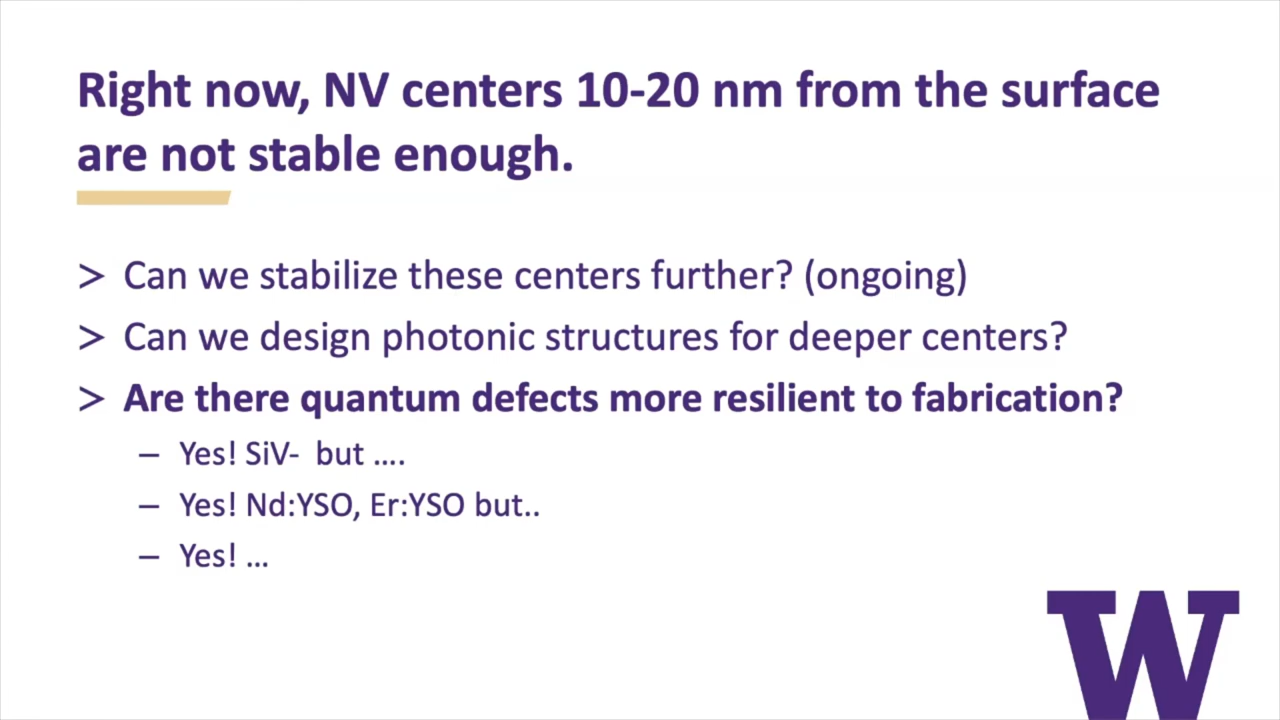 Right now, NV centers 10-20 nm from the surface
are not stable enough.
> Can we stabilize these centers further? (ongoing)
> Can we design photonic structures for deeper centers?
> Are there quantum defects more resilient to fabrication?
– Yes! SiV- but ….
– Yes! Nd:YSO, Er:YSO but..
– Yes! …
W